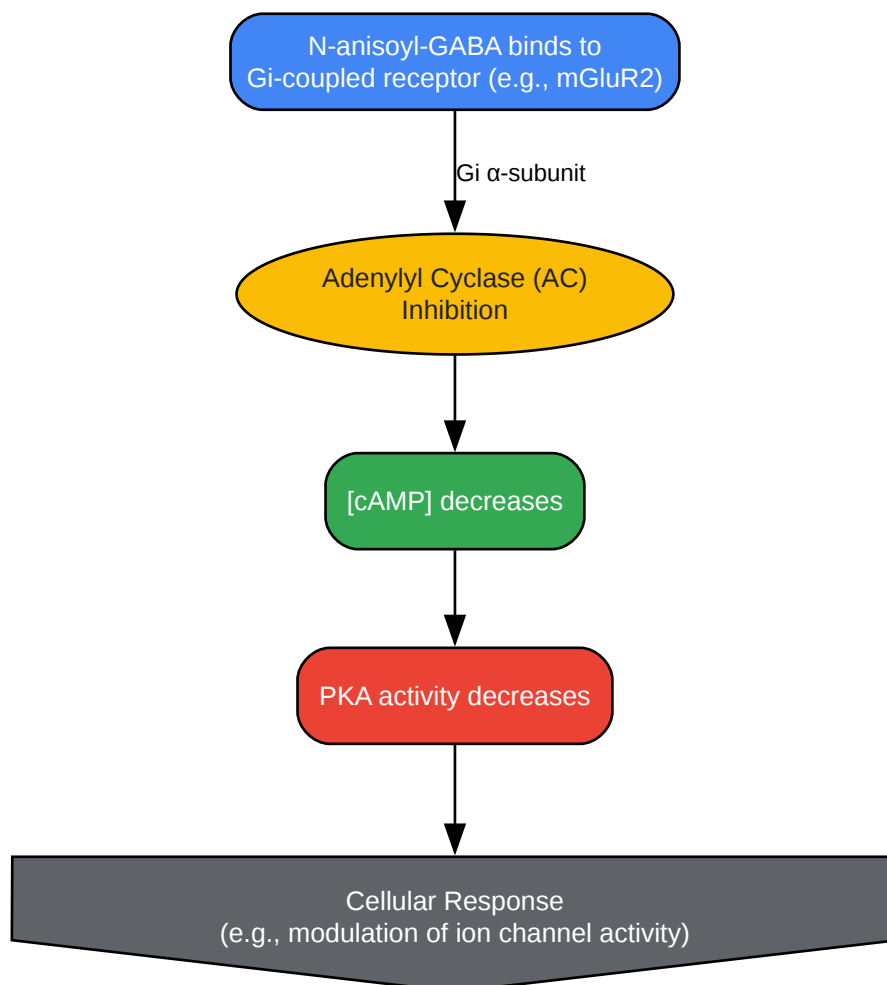 N-anisoyl-GABA binds to
Gi-coupled receptor (e.g., mGluR2)
Gi α-subunit
Adenylyl Cyclase (AC)
Inhibition
[cAMP] decreases
PKA activity decreases
Cellular Response
(e.g., modulation of ion channel activity)